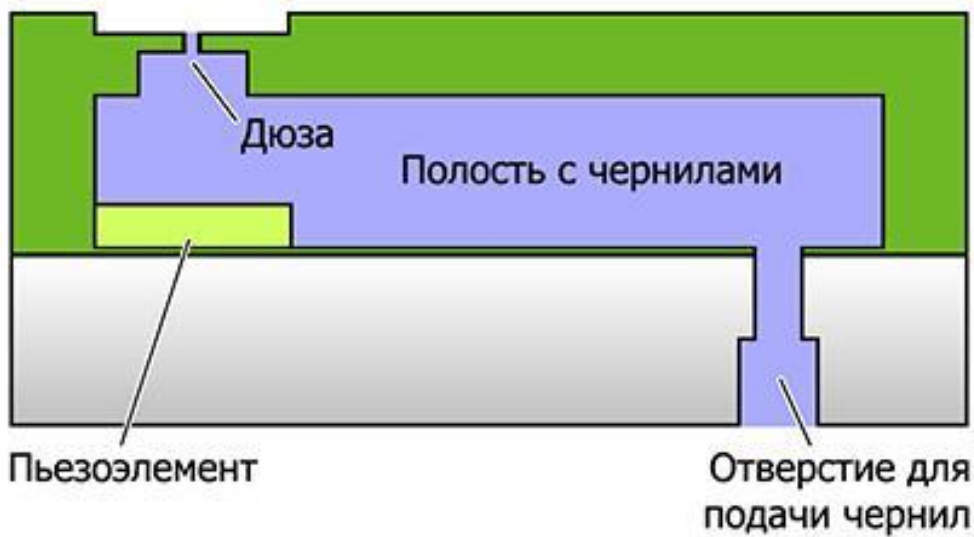 Дюза
Полость с чернилами
Пьезоэлемент
Отверстие для
подачи чернил